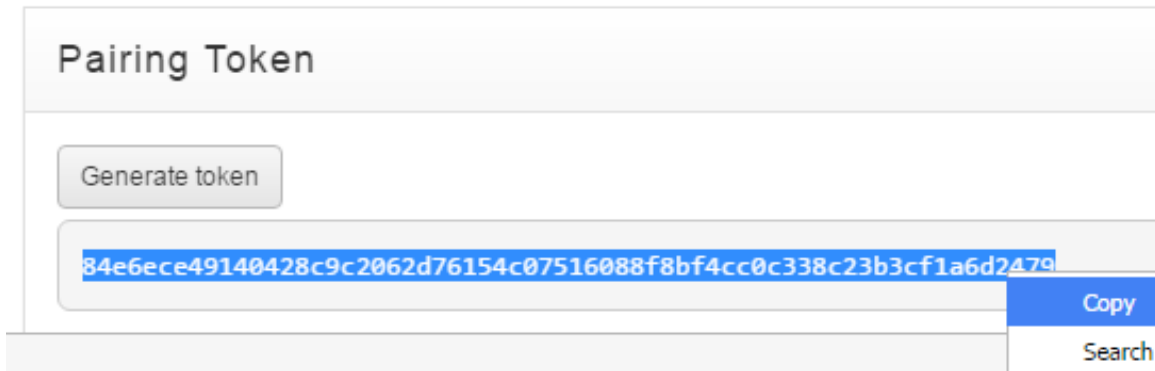 Pairing Token
Generate token
84e6ece49140428c9c2062d76154c07516088f8bf4cc0c338c23b3cf1a6d2479
Copy
Search